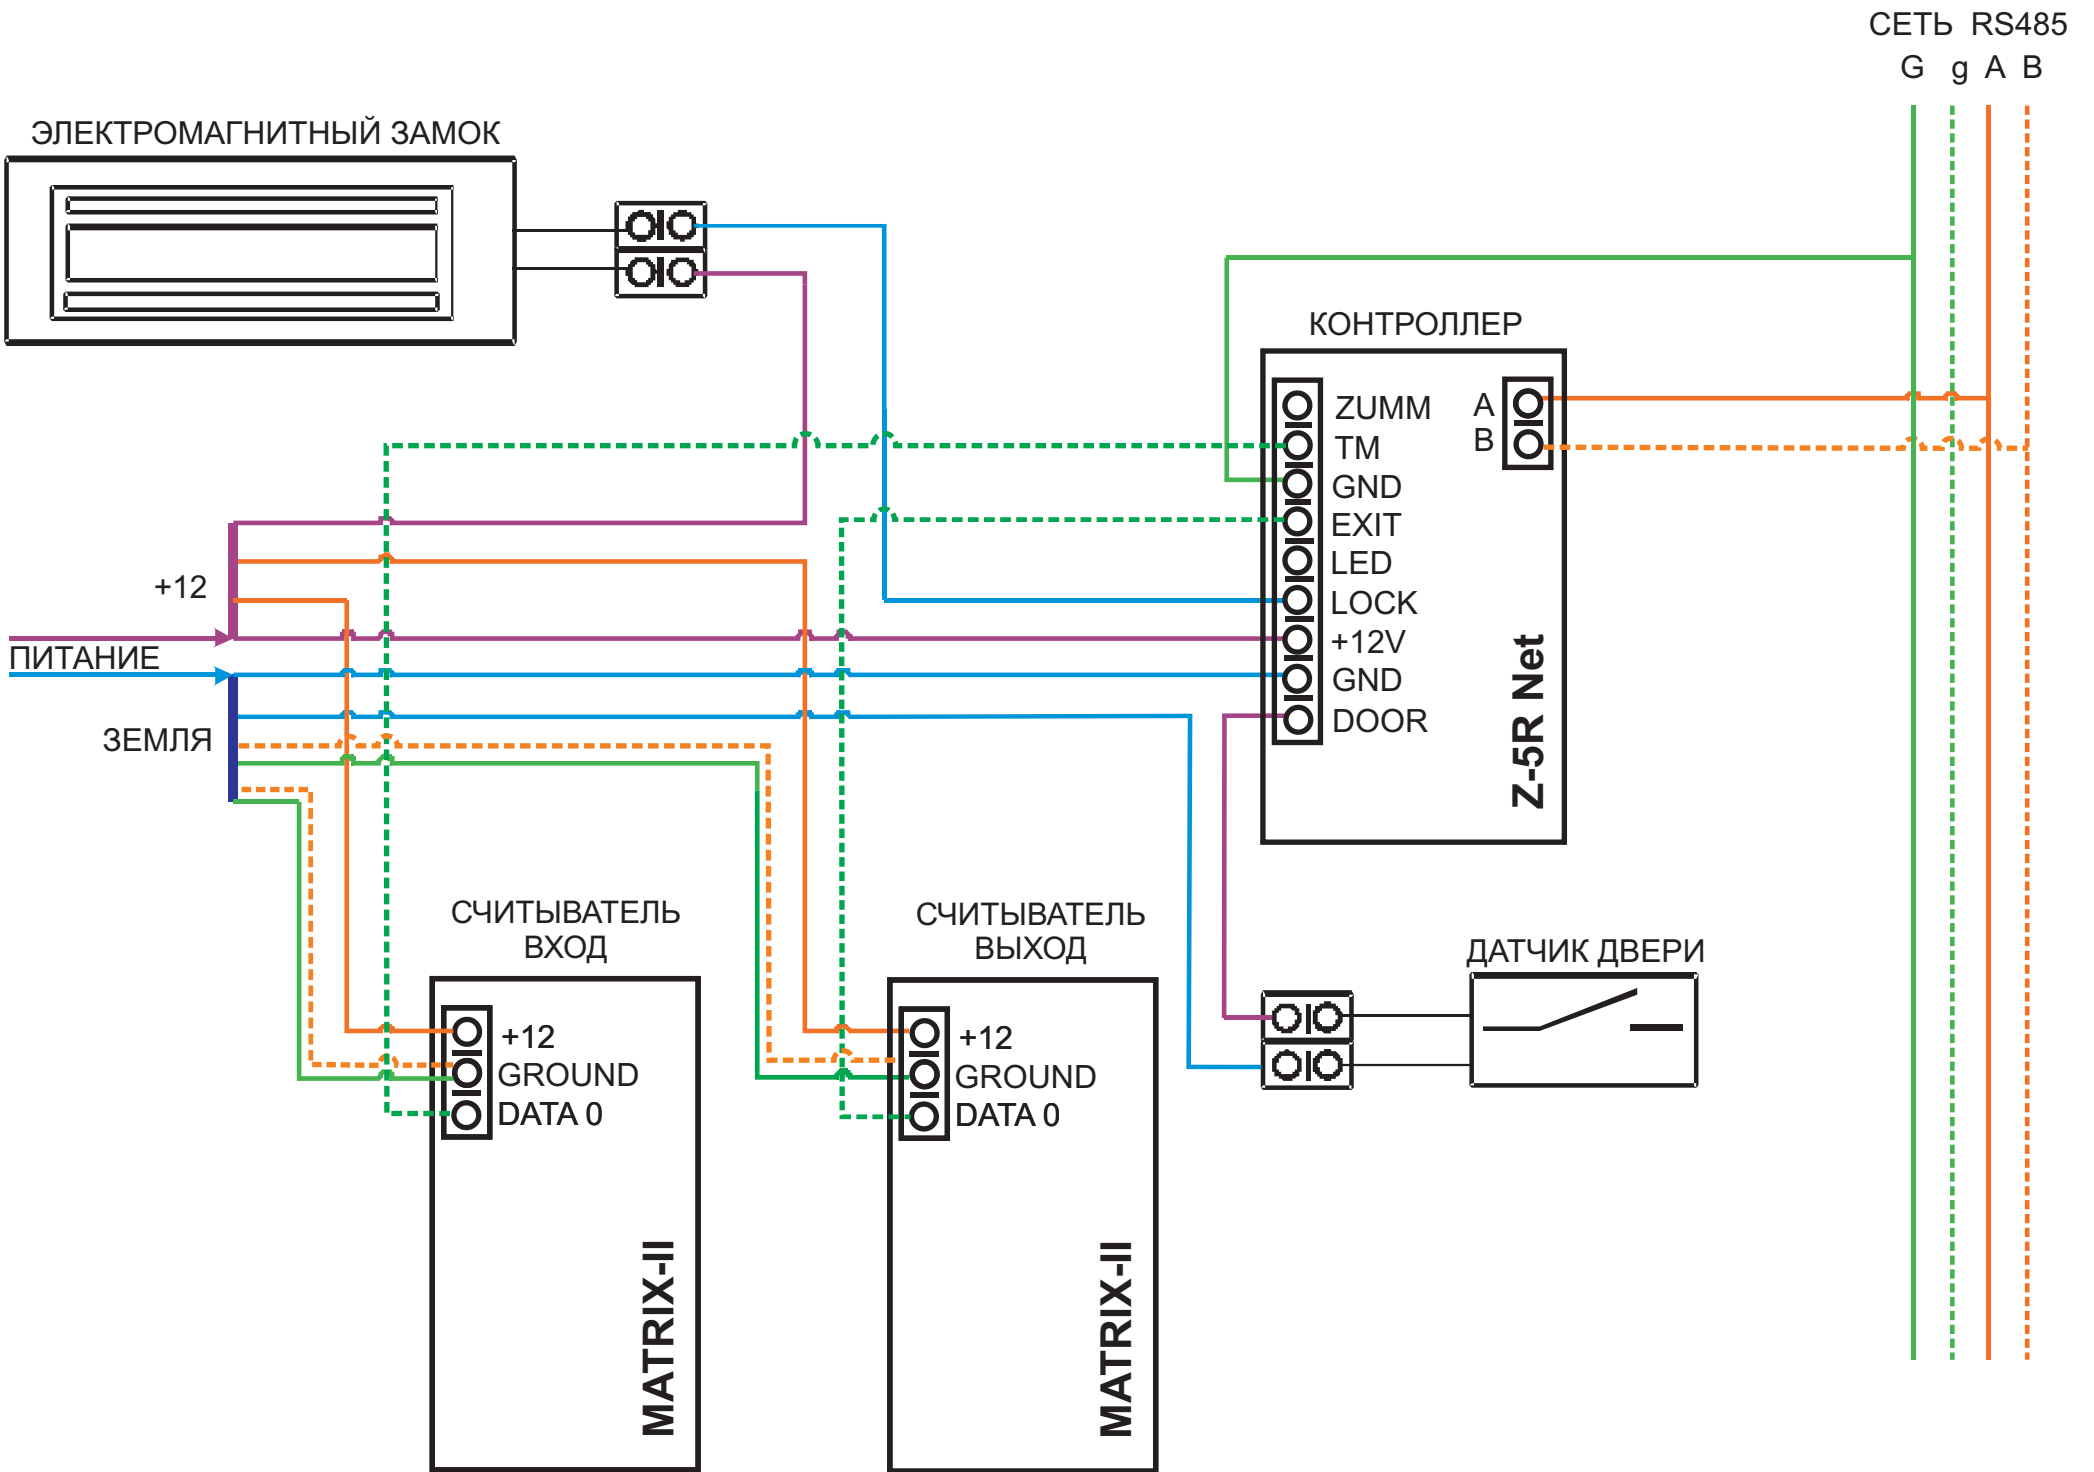 СЕТЬ RS485
G g A B
ЭЛЕКТРОМАГНИТНЫЙ ЗАМОК
КОНТРОЛЛЕР
ZUMM
TM
GND
EXIT
LED
LOCK
+12V
GND
DOOR
A
B
Z-5R Net
+12
ПИТАНИЕ
ЗЕМЛЯ
СЧИТЫВАТЕЛЬ
ВХОД
+12
GROUND
DATA 0
MATRIX-II
СЧИТЫВАТЕЛЬ
ВЫХОД
+12
GROUND
DATA 0
MATRIX-II
ДАТЧИК ДВЕРИ